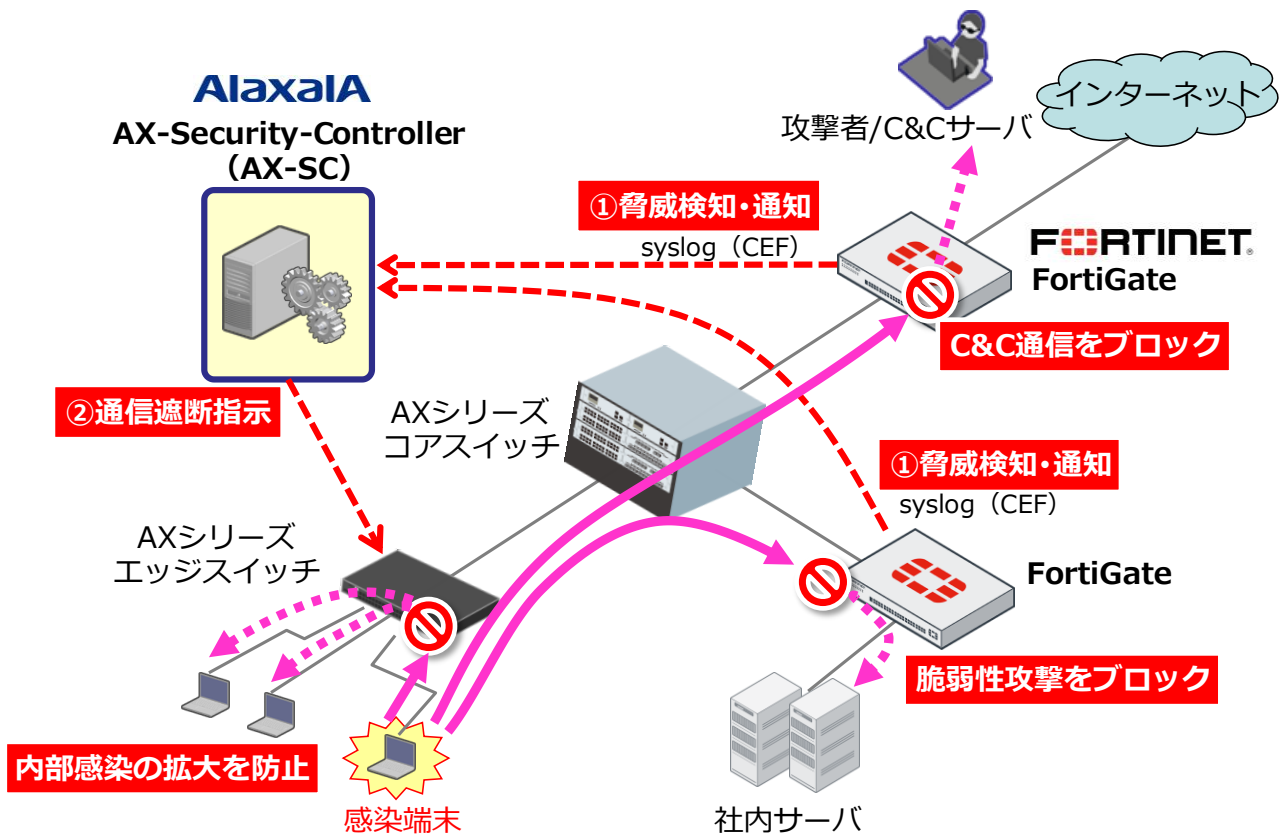 AlaxalA
AX-Security-Controller
（AX-SC）
攻撃者/C&Cサーバ
インターネット
①脅威検知・通知
syslog（CEF）
FORTINET
FortiGate
C&C通信をブロック
②通信遮断指示
AXシリーズ
コアスイッチ
①脅威検知・通知
syslog（CEF）
AXシリーズ
エッジスイッチ
FortiGate
脆弱性攻撃をブロック
内部感染の拡大を防止
感染端末
社内サーバ